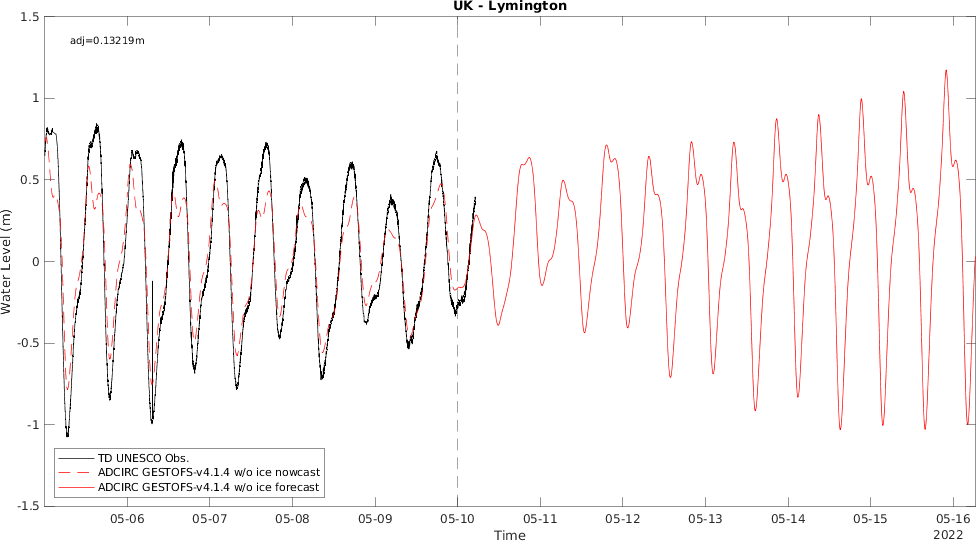 UK - Lymington
adj=0.13219m
1.5
1
0.5
0
-0.5
-1
-1.5
Water Level (m)
TD UNESCO Obs.
ADCIRC GESTOFS-v4.1.4 w/o ice nowcast
ADCIRC GESTOFS-v4.1.4 w/o ice forecast
05-06 05-07 05-08 05-09 05-10 05-11 05-12 05-13 05-14 05-15 05-16
Time
2022